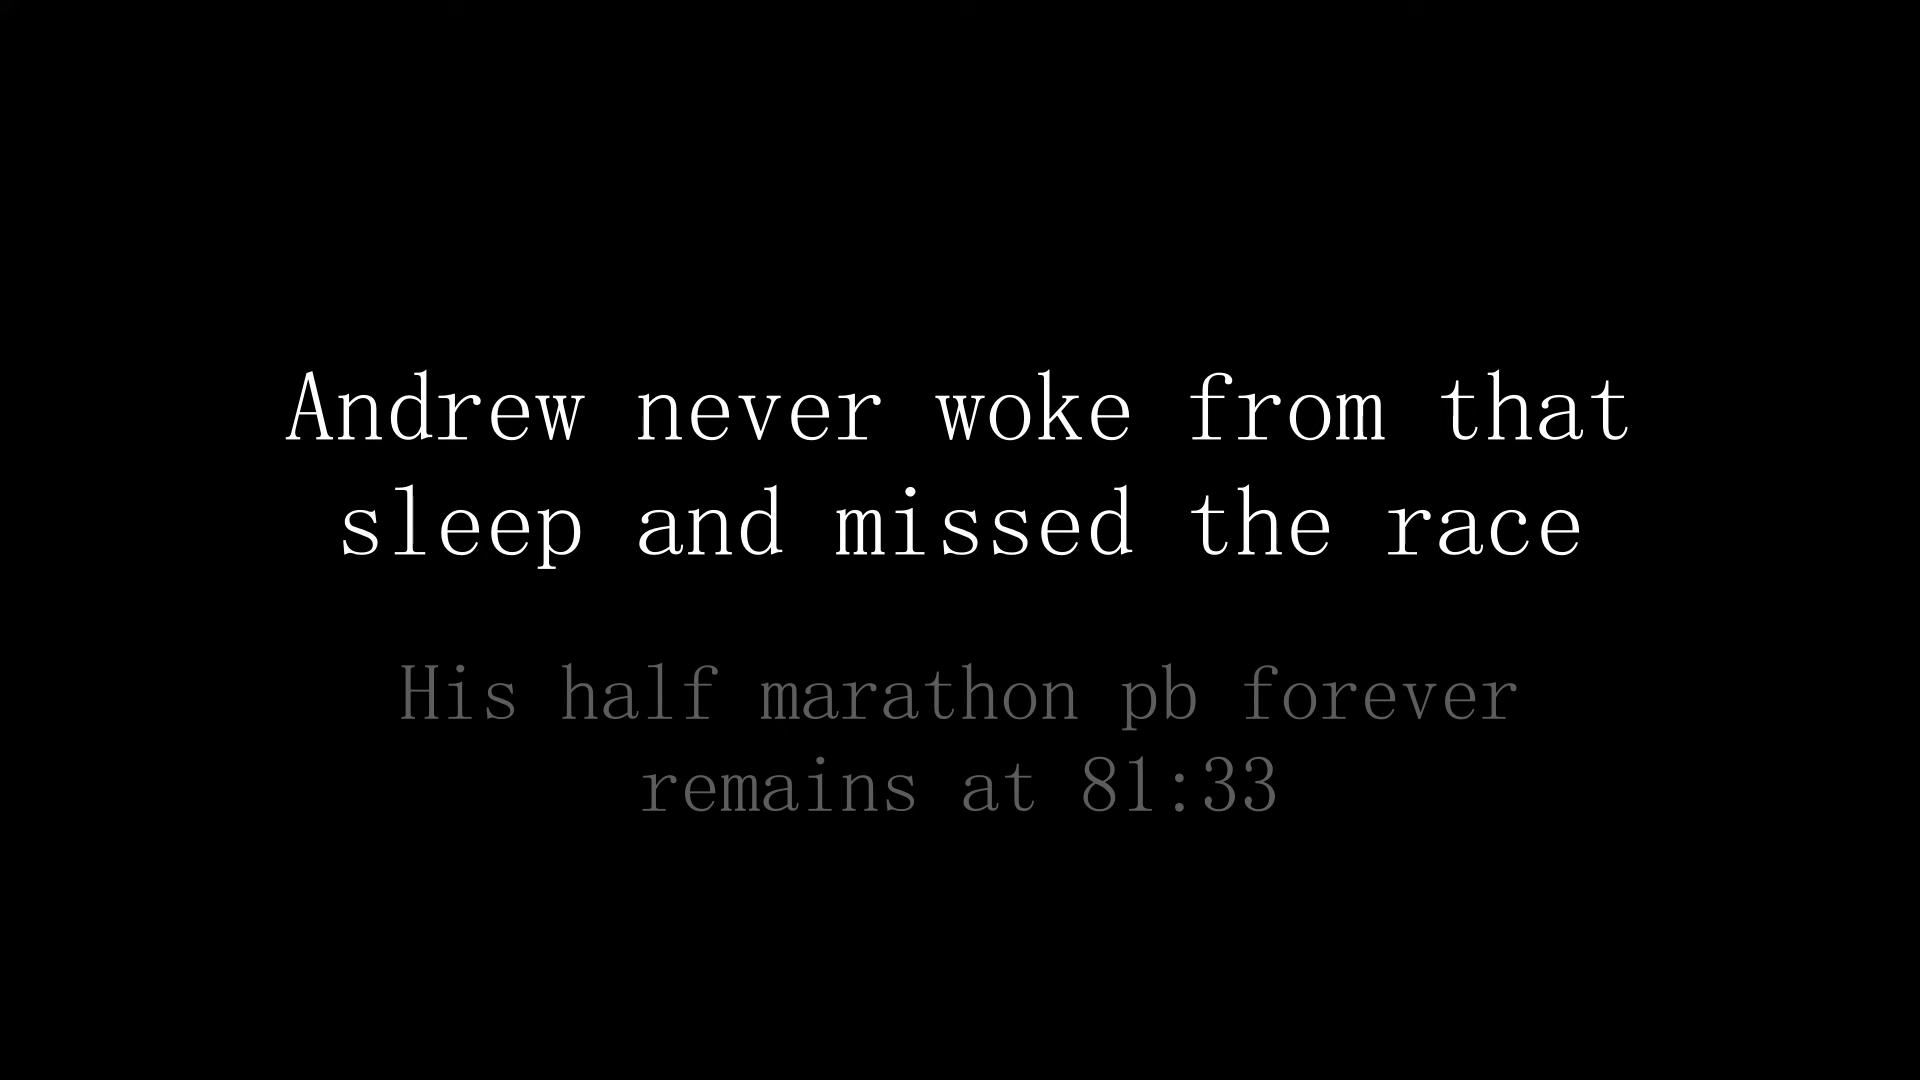 Andrew never woke from that
sleep and missed the race
His half marathon pb forever
remains at 81:33